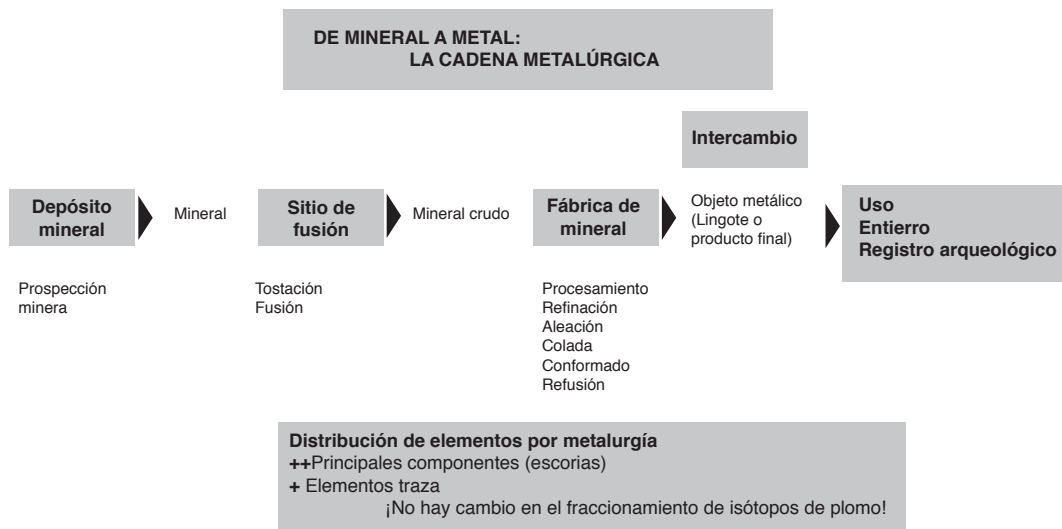 DE MINERAL A METAL:
LA CADENA METALÚRGICA
Intercambio
Depósito
mineral
Mineral
Sitio de
fusión
Mineral crudo
Fábrica de
mineral
Objeto metálico
(Lingote o
producto final)
Uso
Entierro
Registro arqueológico
Prospección
minera
Tostación
Fusión
Procesamiento
Refinación
Aleación
Colada
Conformado
Refusión
Distribución de elementos por metalurgía
++Principales componentes (escorias)
+ Elementos traza
¡No hay cambio en el fraccionamiento de isótopos de plomo!